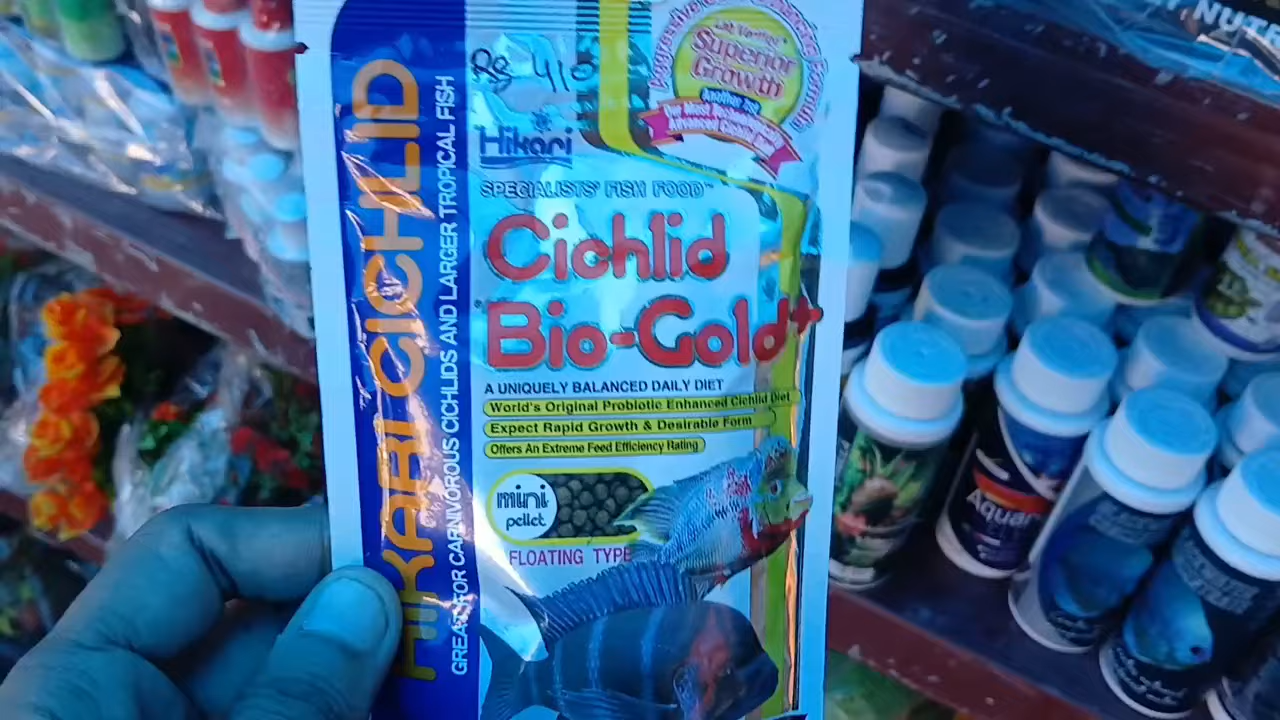 HIKARI CICHLID
GREAT FOR CARNIVOROUS CICHLIDS AND LARGER TROPICAL FISH
Rs 410
Superior
Growth
Hikari
SPECIALISTS' FISH FOOD™
Cichlid
Bio-Gold+
A UNIQUELY BALANCED DAILY DIET
World's Original Probiotic Enhanced Cichlid Diet
Expect Rapid Growth & Desirable Form
Offers An Extreme Feed Efficiency Rating
mini
pellet
FLOATING TYPE
Aquar